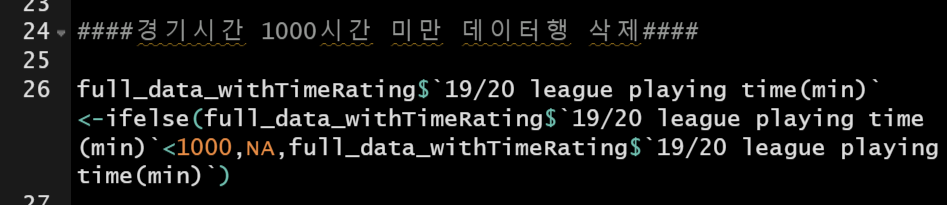 23
24 ####경기시간 1000시간 미만 데이터행 삭제####
25
26 full_data_withTimeRating$`19/20 league playing time(min)`
<-ifelse(full_data_withTimeRating$`19/20 league playing time
(min)`<1000,NA,full_data_withTimeRating$`19/20 league playing
time(min)`)
27